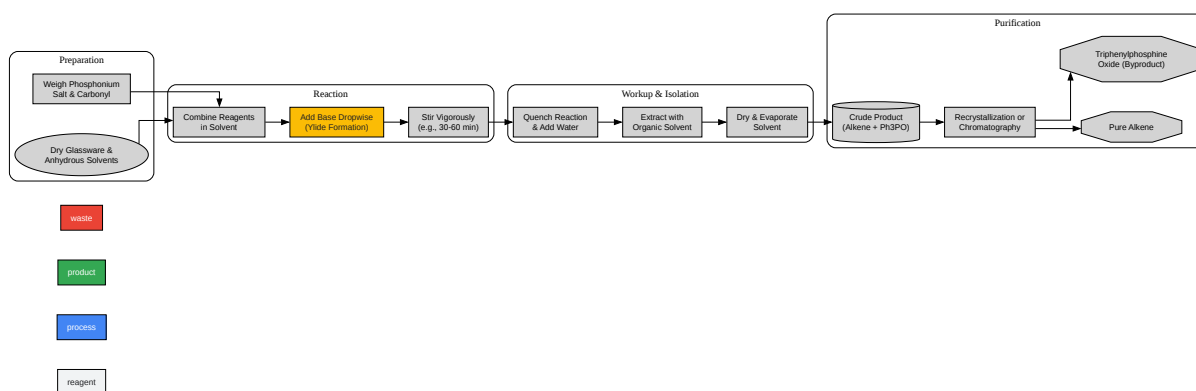 Preparation
Weigh Phosphonium
Salt & Carbonyl
Dry Glassware &
Anhydrous Solvents
Reaction
Combine Reagents
in Solvent
Add Base Dropwise
(Ylide Formation)
Stir Vigorously
(e.g., 30-60 min)
Workup & Isolation
Quench Reaction
& Add Water
Extract with
Organic Solvent
Dry & Evaporate
Solvent
Purification
Crude Product
(Alkene + Ph3PO)
Recrystallization or
Chromatography
Triphenylphosphine
Oxide (Byproduct)
Pure Alkene
waste
product
process
reagent